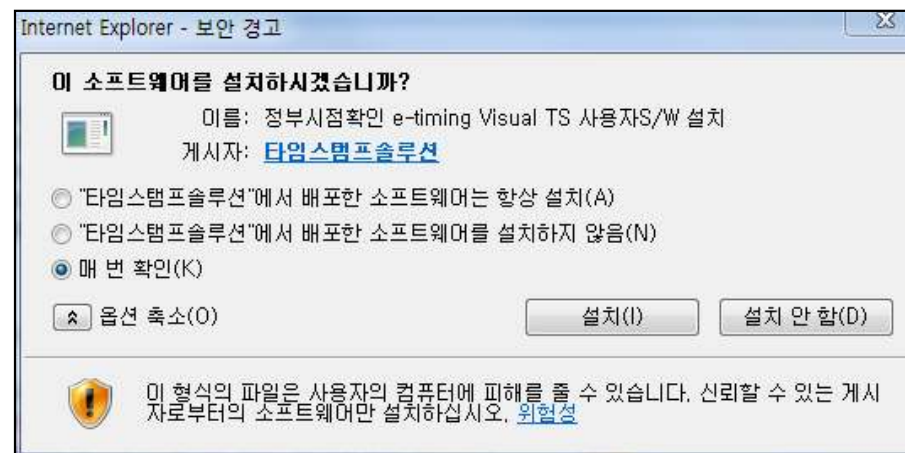 Internet Explorer - 보안 경고
이 소프트웨어를 설치하시겠습니까?
이름: 정부시점확인 e-timing Visual TS 사용자S/W 설치
게시자: 타임스탬프솔루션
"타임스탬프솔루션"에서 배포한 소프트웨어는 항상 설치(A)
"타임스탬프솔루션"에서 배포한 소프트웨어를 설치하지 않음(N)
매 번 확인(K)
옵션 축소(O)
설치(I)
설치 안 함(D)
이 형식의 파일은 사용자의 컴퓨터에 피해를 줄 수 있습니다. 신뢰할 수 있는 게시
자로부터의 소프트웨어만 설치하십시오. 위험성